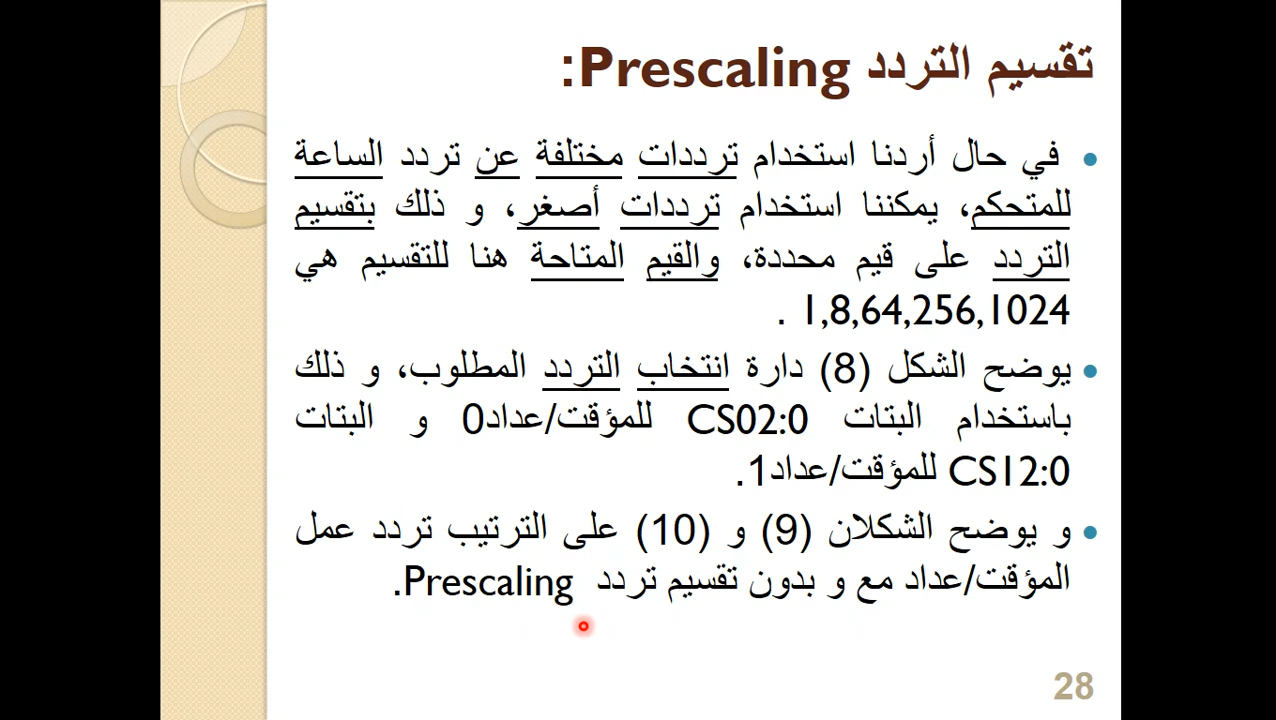 تقسيم التردد Prescaling:
• في حال أردنا استخدام ترددات مختلفة عن تردد الساعة
للمتحكم، يمكننا استخدام ترددات أصغر، و ذلك بتقسيم
التردد على قيم محددة، والقيم المتاحة هنا للتقسيم هي
1,8,64,256,1024 .
• يوضح الشكل (8) دارة انتخاب التردد المطلوب، و ذلك
باستخدام البتات CS02:0 للمؤقت/عداد0 و البتات
CS12:0 للمؤقت/عداد1.
• و يوضح الشكلان (9) و (10) على الترتيب تردد عمل
المؤقت/عداد مع و بدون تقسيم تردد Prescaling.
28